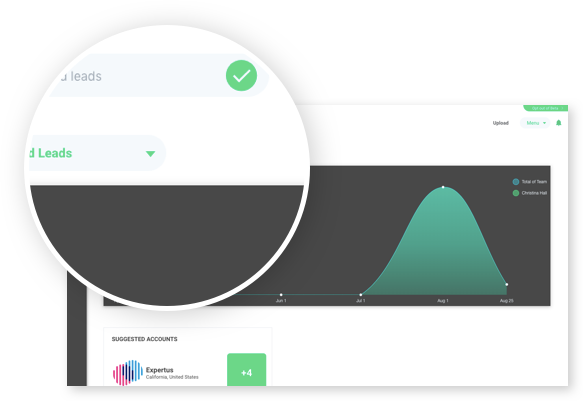 leads
Leads
Upload
Menu
Total of Team
Christina Hall
Jun 1
Jul 1
Aug 1
Aug 25
SUGGESTED ACCOUNTS
Expertus
California, United States
+4